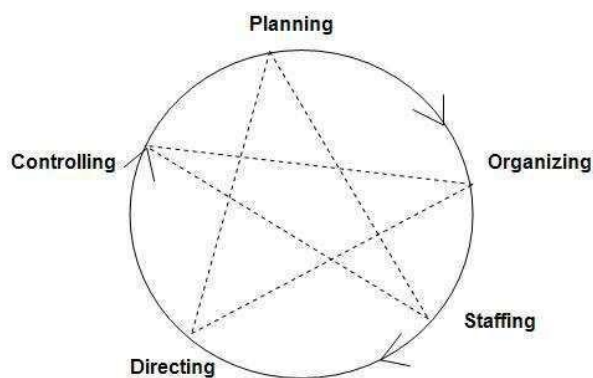 Planning
Controlling
Organizing
Staffing
Directing